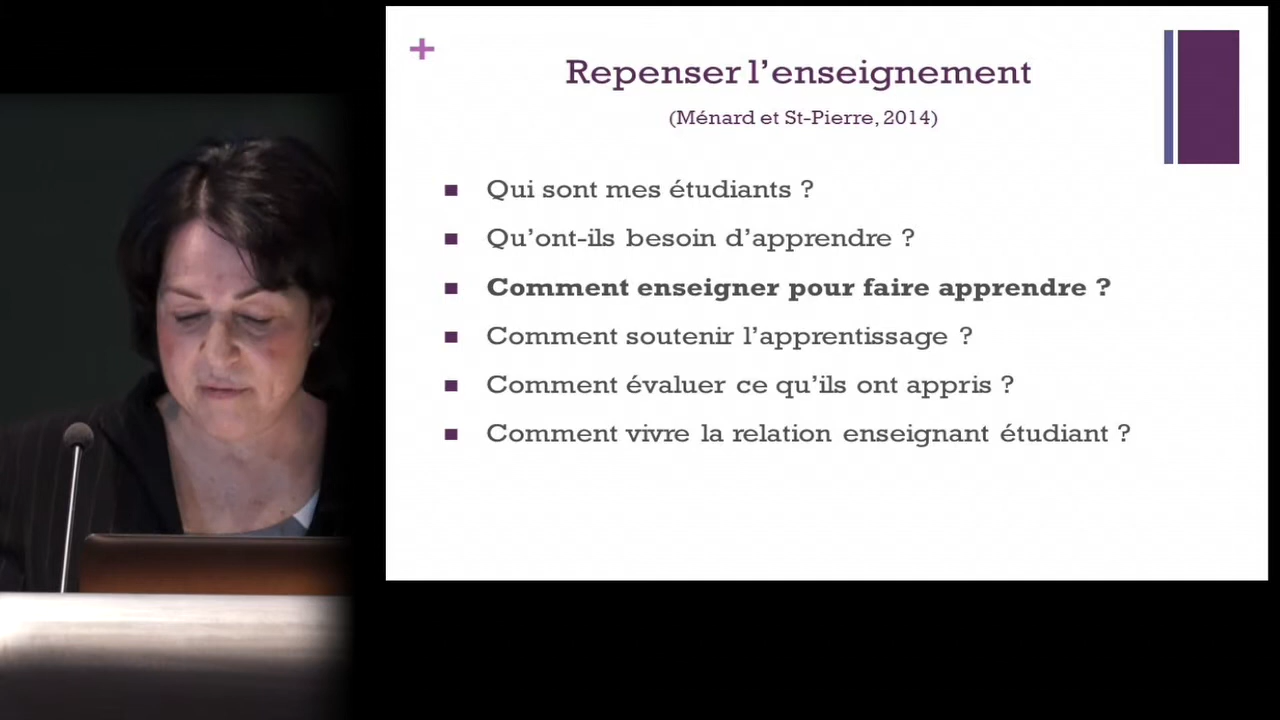 Repenser l’enseignement
(Ménard et St-Pierre, 2014)
Qui sont mes étudiants ?
Qu’ont-ils besoin d’apprendre ?
Comment enseigner pour faire apprendre ?
Comment soutenir l’apprentissage ?
Comment évaluer ce qu’ils ont appris ?
Comment vivre la relation enseignant étudiant ?